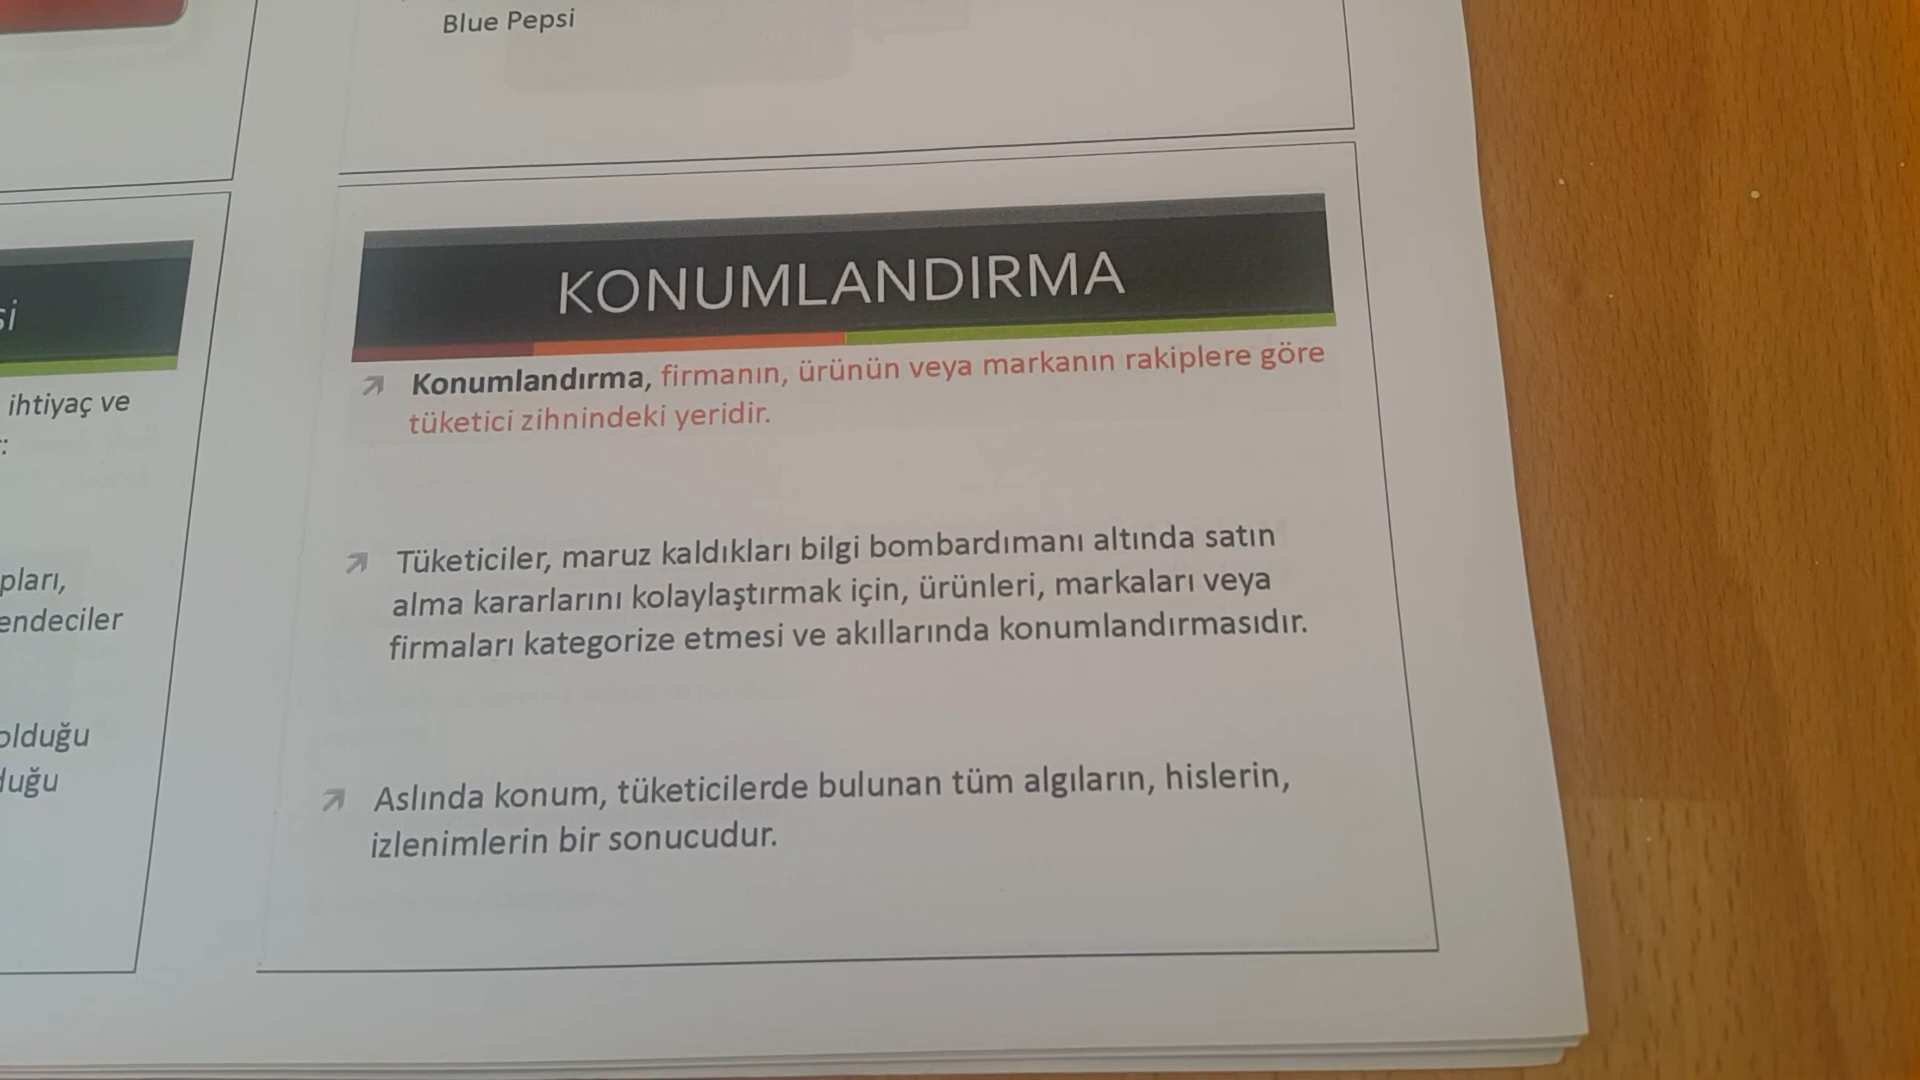 Blue Pepsi
si
ihtiyaç ve
:
pları,
endeciler
olduğu
duğu
KONUMLANDIRMA
Konumlandırma, firmanın, ürünün veya markanın rakiplere göre
tüketici zihnindeki yeridir.
Tüketiciler, maruz kaldıkları bilgi bombardımanı altında satın
alma kararlarını kolaylaştırmak için, ürünleri, markaları veya
firmaları kategorize etmesi ve akıllarında konumlandırmasıdır.
Aslında konum, tüketicilerde bulunan tüm algıların, hislerin,
izlenimlerin bir sonucudur.